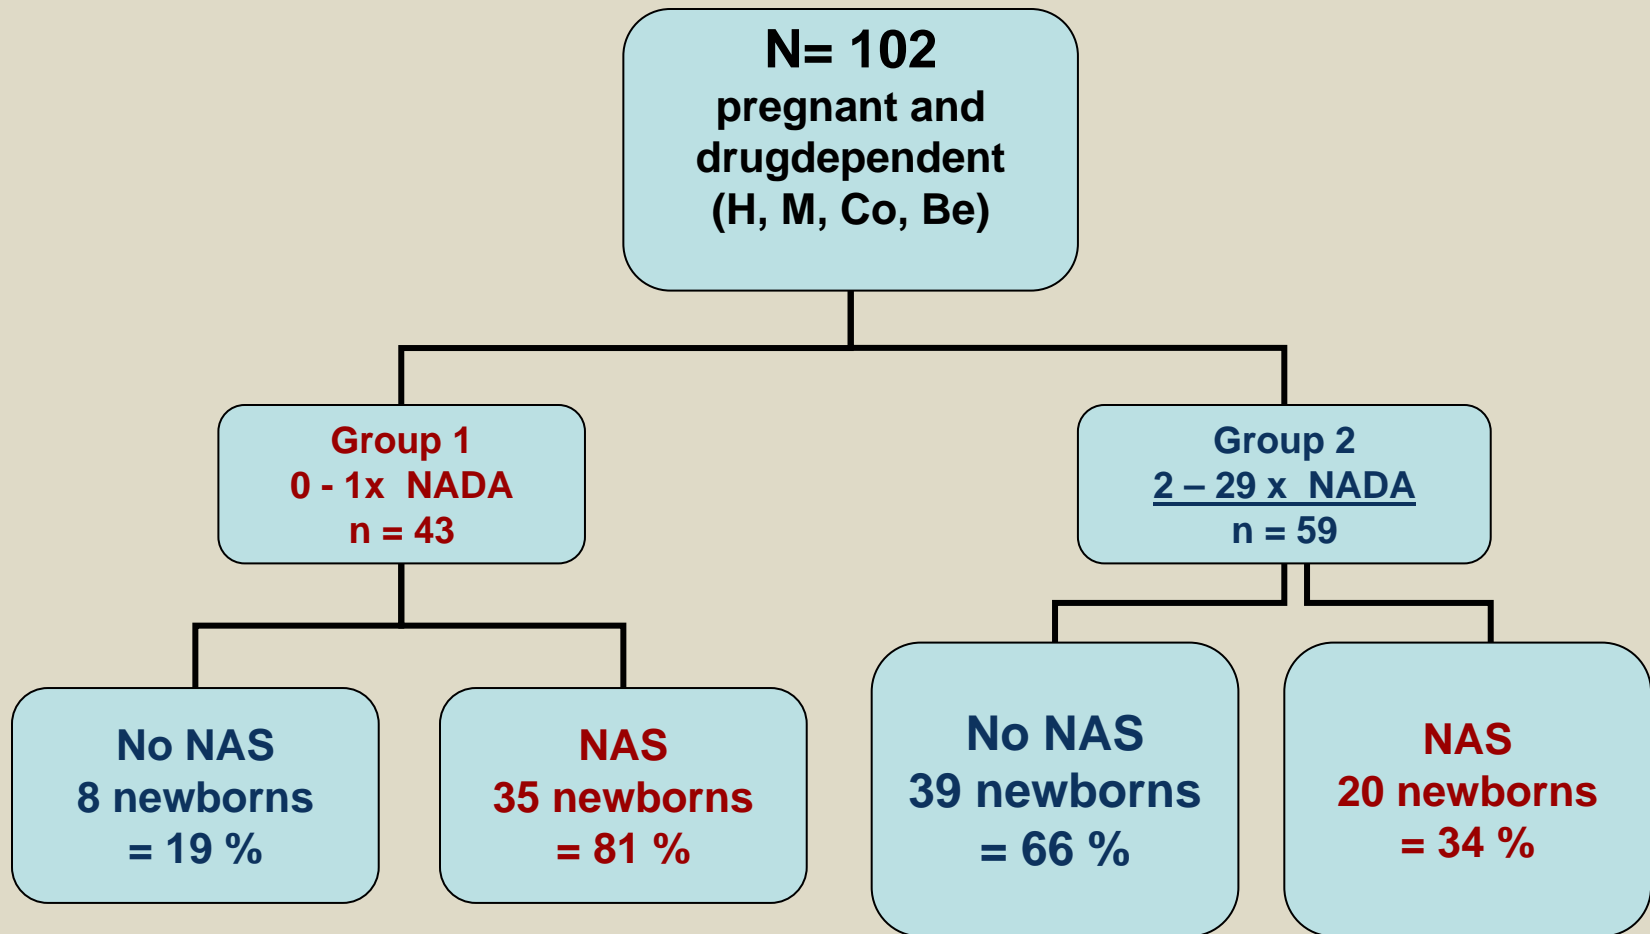 N= 102
pregnant and
drugdependent
(H, M, Co, Be)
Group 1
0 - 1x NADA
n = 43
Group 2
2 – 29 x NADA
n = 59
No NAS
8 newborns
= 19 %
NAS
35 newborns
= 81 %
No NAS
39 newborns
= 66 %
NAS
20 newborns
= 34 %